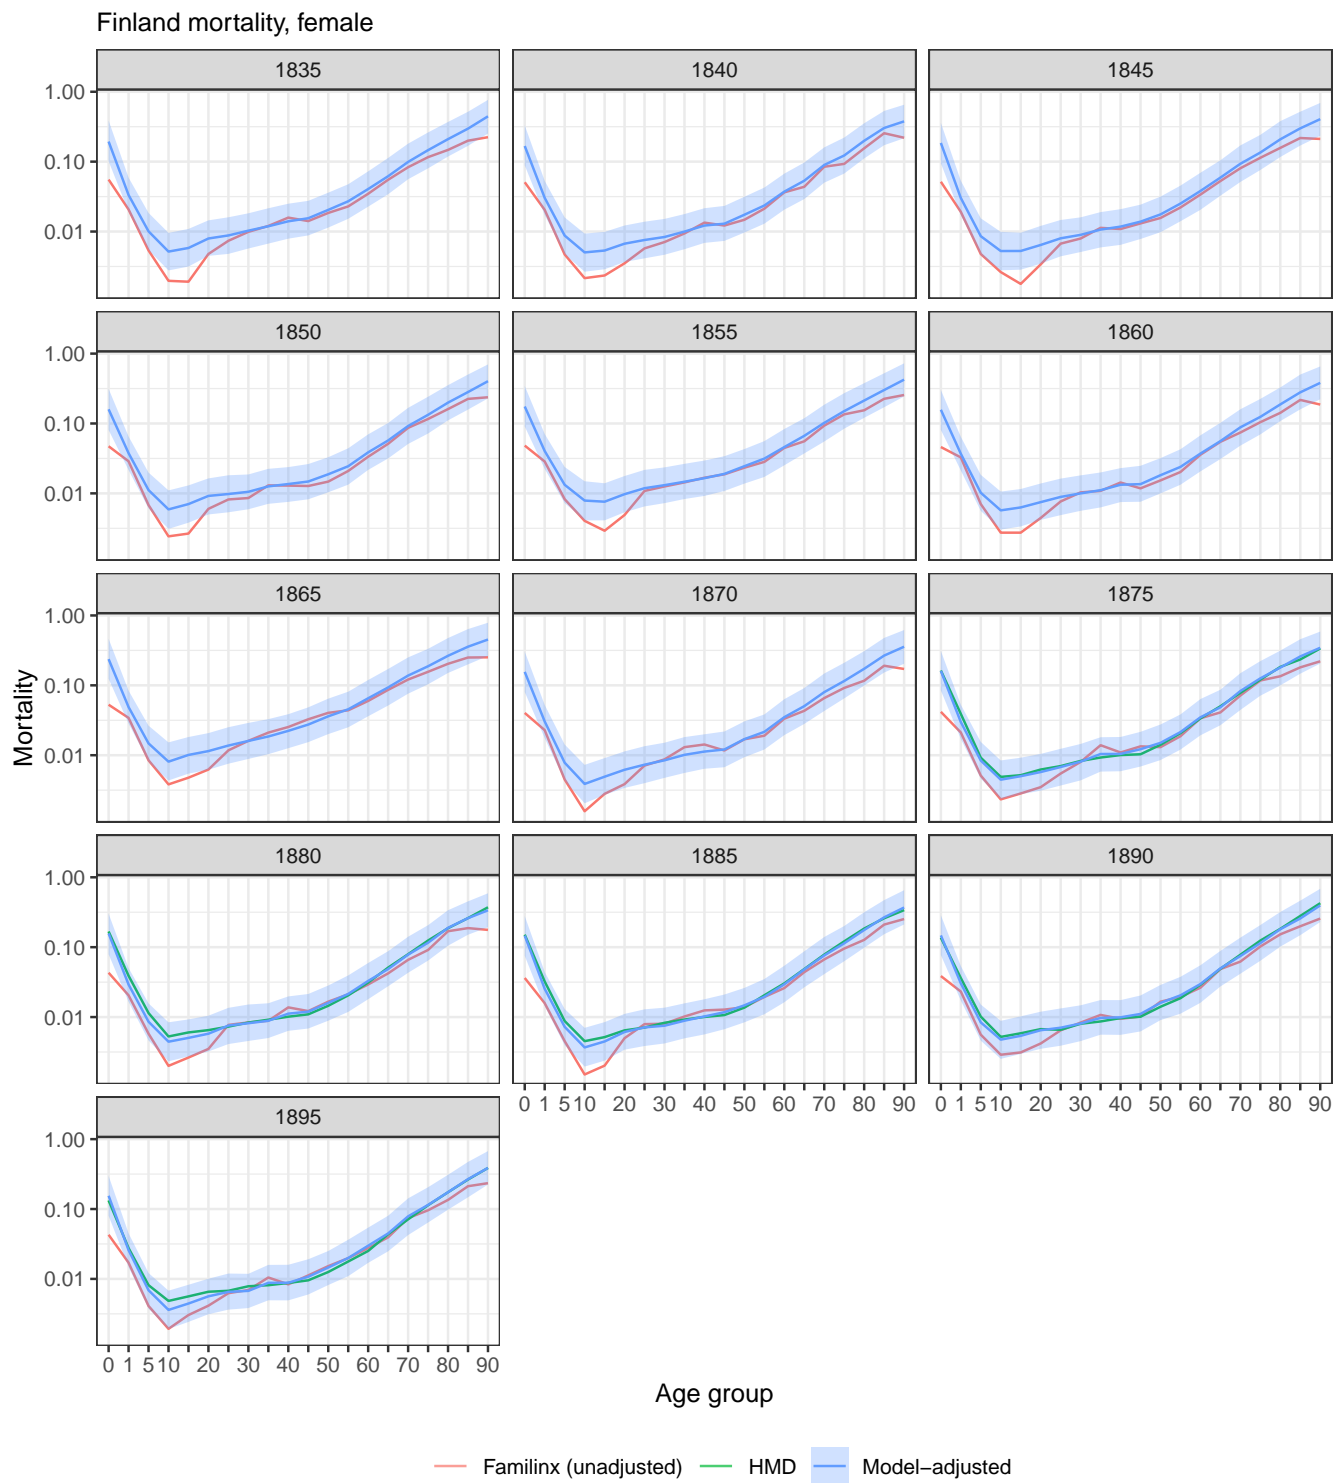 Finland mortality, female
1835 1840 1845
1.00
0.10
0.01
1850 1855 1860
1.00
0.10
0.01
1865 1870 1875
1.00
0.10
0.01
Mortality
1880 1885 1890
1.00
0.10
0.01
0 1 5 10 20 30 40 50 60 70 80 90 0 1 5 10 20 30 40 50 60 70 80 90
1895
1.00
0.10
0.01
0 1 5 10 20 30 40 50 60 70 80 90
Age group
Familinx (unadjusted) HMD Model−adjusted